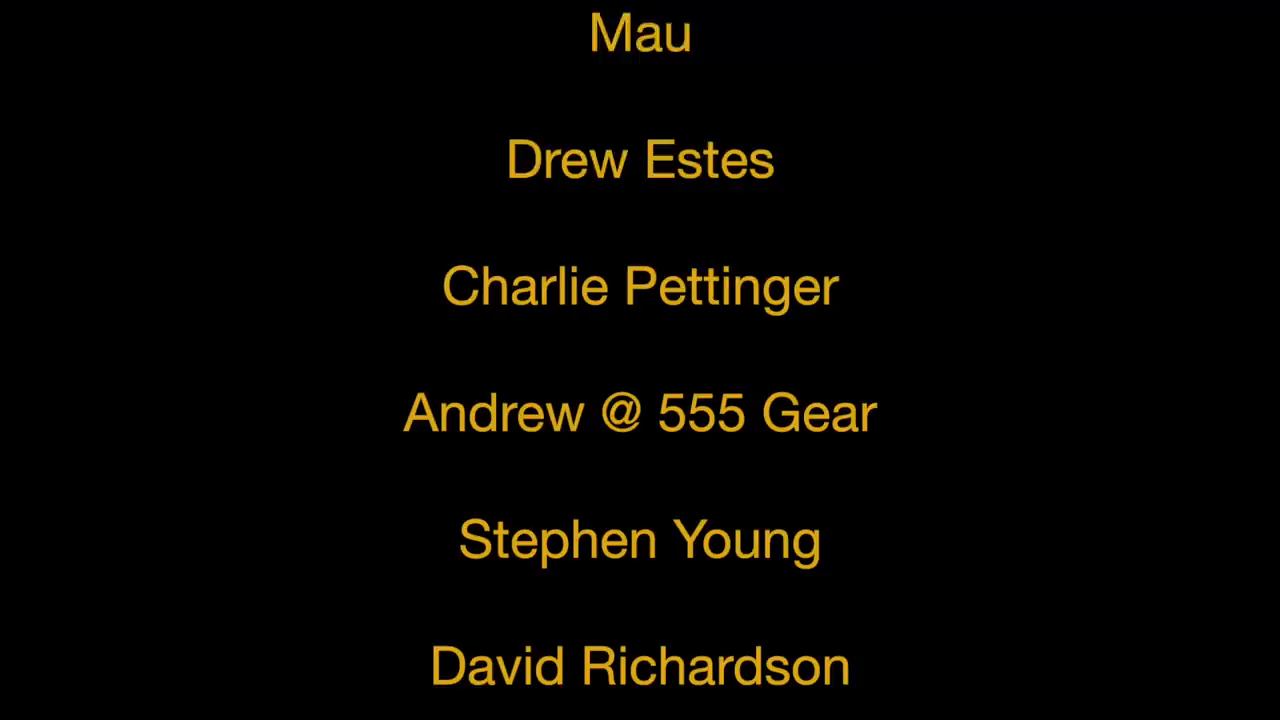 Mau
Drew Estes
Charlie Pettinger
Andrew @ 555 Gear
Stephen Young
David Richardson